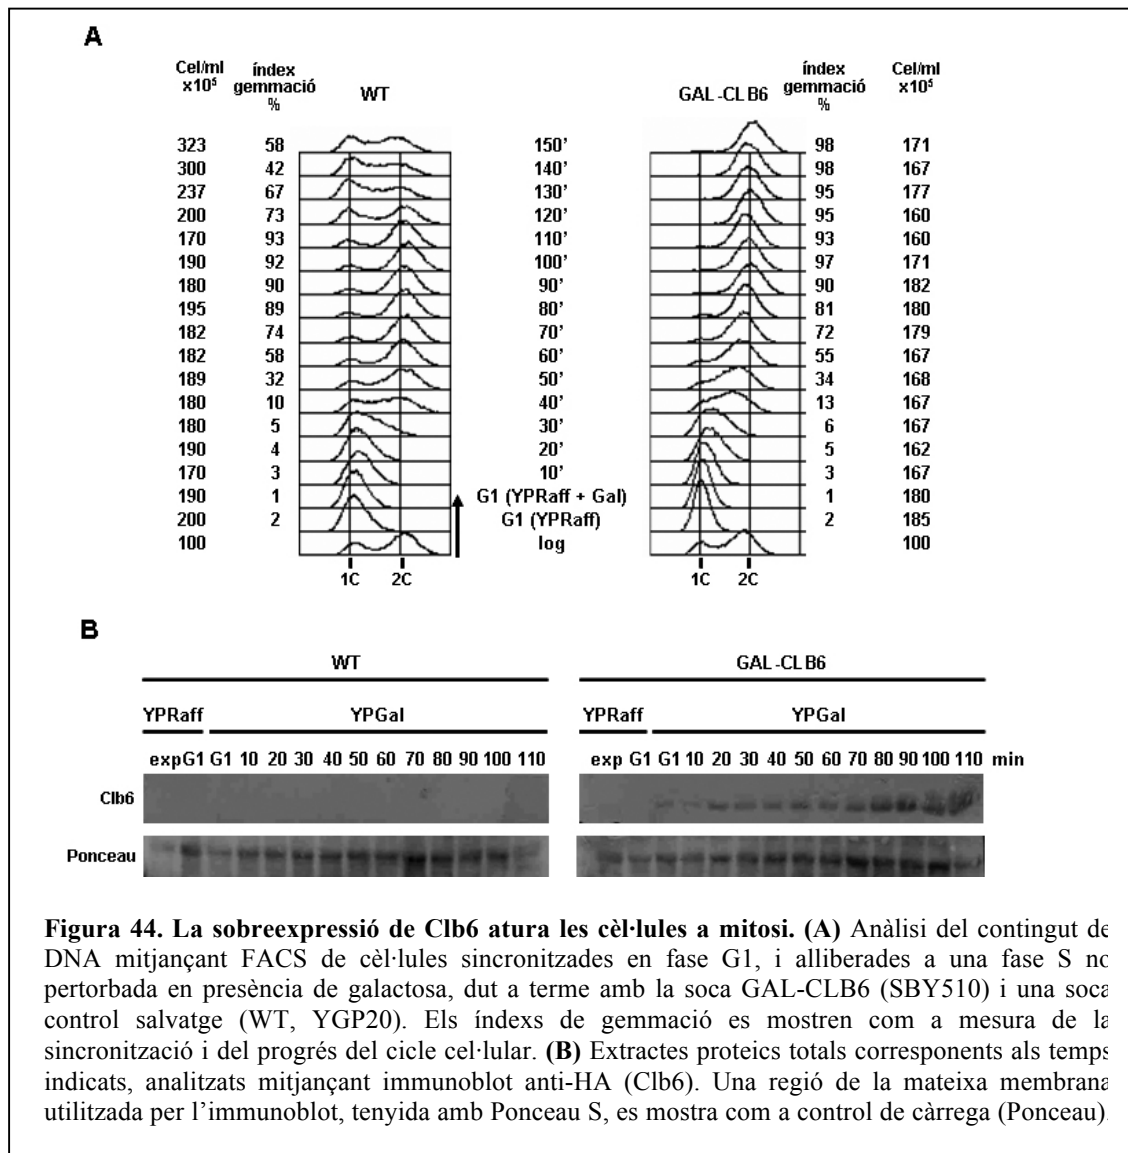 A
Cel/ml x10⁵ índex gemmació % WT GAL-CLB6 índex gemmació % Cel/ml x10⁵
323 58 150' 98 171
300 42 140' 98 167
237 67 130' 95 177
200 73 120' 95 160
170 93 110' 93 160
190 92 100' 97 171
180 90 90' 90 182
195 89 80' 81 180
182 74 70' 72 179
182 58 60' 55 167
189 32 50' 34 168
180 10 40' 13 167
180 5 30' 6 167
190 4 20' 5 162
170 3 10' 3 167
190 1 G1 (YPRaff + Gal) 1 180
200 2 G1 (YPRaff) 2 185
100 log 100
1C 2C 1C 2C
B
WT GAL-CLB6
YPRaff YPGal YPRaff YPGal
exp G1 G1 10 20 30 40 50 60 70 80 90 100 110 exp G1 G1 10 20 30 40 50 60 70 80 90 100 110 min
Clb6
Ponceau
Figura 44. La sobreexpressió de Clb6 atura les cèl·lules a mitosi. (A) Anàlisi del contingut de
DNA mitjançant FACS de cèl·lules sincronitzades en fase G1, i alliberades a una fase S no
pertorbada en presència de galactosa, dut a terme amb la soca GAL-CLB6 (SBY510) i una soca
control salvatge (WT, YGP20). Els índexs de gemmació es mostren com a mesura de la
sincronització i del progrés del cicle cel·lular. (B) Extractes proteics totals corresponents als temps
indicats, analitzats mitjançant immunoblot anti-HA (Clb6). Una regió de la mateixa membrana
utilitzada per l'immunoblot, tenyida amb Ponceau S, es mostra com a control de càrrega (Ponceau).